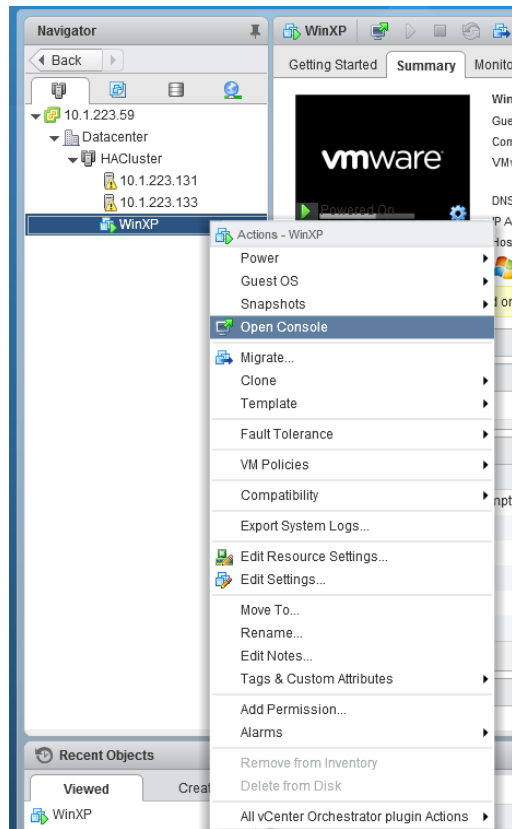 Navigator
WinXP
Back
Getting Started
Summary
10.1.223.59
Datacenter
HACluster
10.1.223.131
10.1.223.133
WinXP
vmware
Powered On
DNS
Actions - WinXP
Power
Guest OS
Snapshots
Open Console
Migrate...
Clone
Template
Fault Tolerance
VM Policies
Compatibility
Export System Logs...
Edit Resource Settings...
Edit Settings...
Move To...
Rename...
Edit Notes...
Tags & Custom Attributes
Add Permission...
Alarms
Remove from Inventory
Delete from Disk
All vCenter Orchestrator plugin Actions
Recent Objects
Viewed
WinXP